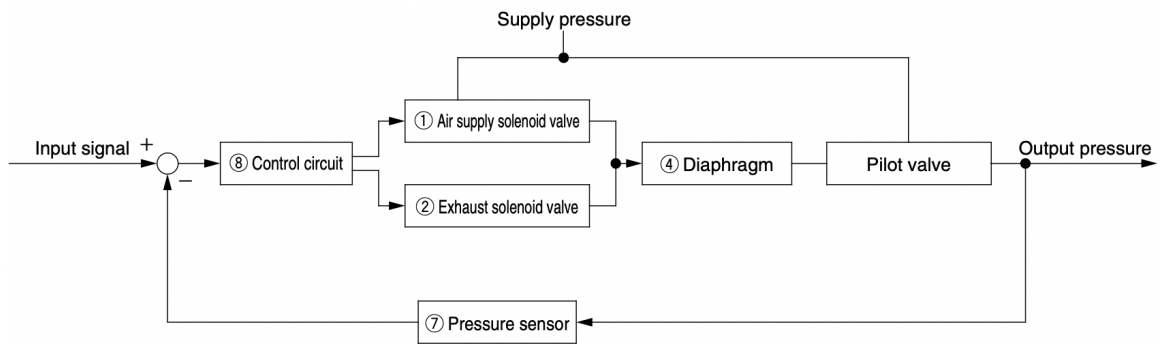 Supply pressure
① Air supply solenoid valve
Input signal +
−
⑧ Control circuit
④ Diaphragm
Pilot valve
Output pressure
② Exhaust solenoid valve
⑦ Pressure sensor